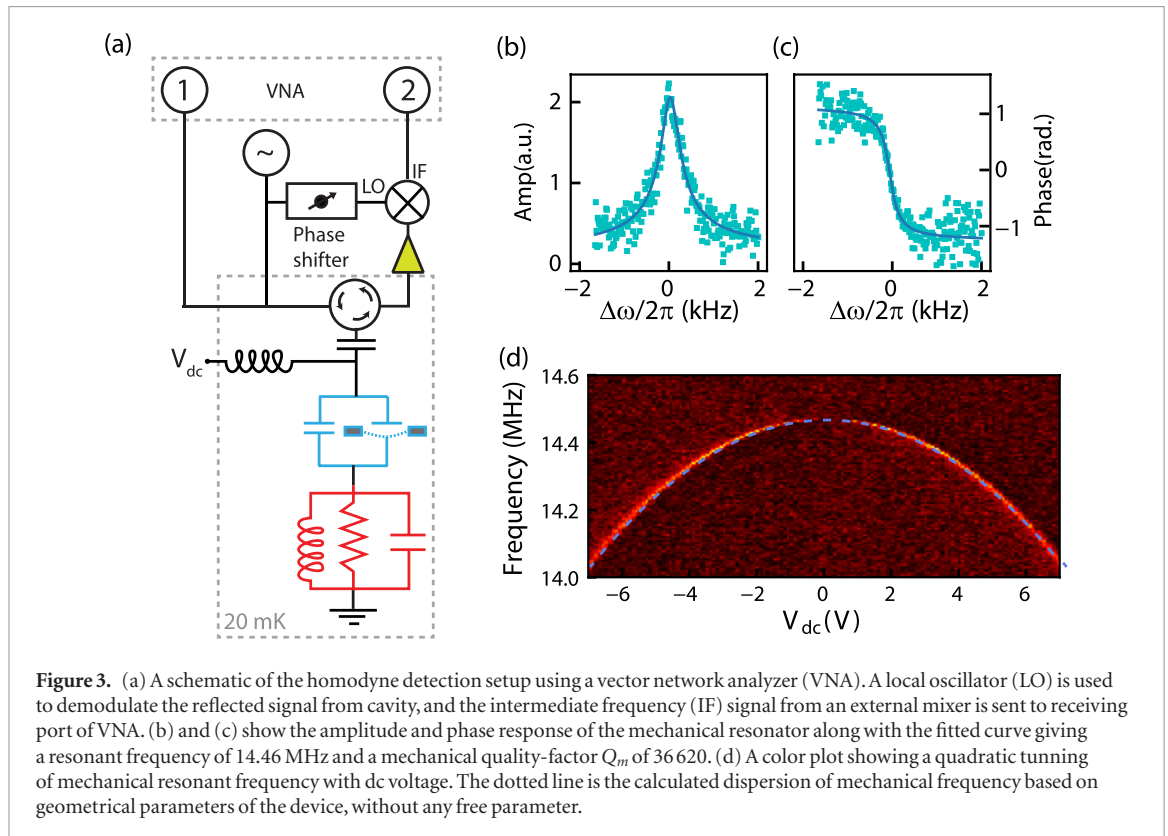 (a)
1
VNA
2
~
LO
IF
Phase
shifter
V dc
20 mK
(b)
Amp(a.u.)
2
1
0
−2
0
2
Δω/2π (kHz)
(c)
1
0
−1
Phase(rad.)
−2
0
2
Δω/2π (kHz)
(d)
Frequency (MHz)
14.6
14.4
14.2
14.0
−6
−4
−2
0
2
4
6
V dc (V)
Figure 3. (a) A schematic of the homodyne detection setup using a vector network analyzer (VNA). A local oscillator (LO) is used
to demodulate the reflected signal from cavity, and the intermediate frequency (IF) signal from an external mixer is sent to receiving
port of VNA. (b) and (c) show the amplitude and phase response of the mechanical resonator along with the fitted curve giving
a resonant frequency of 14.46 MHz and a mechanical quality-factor Qm of 36 620. (d) A color plot showing a quadratic tunning
of mechanical resonant frequency with dc voltage. The dotted line is the calculated dispersion of mechanical frequency based on
geometrical parameters of the device, without any free parameter.